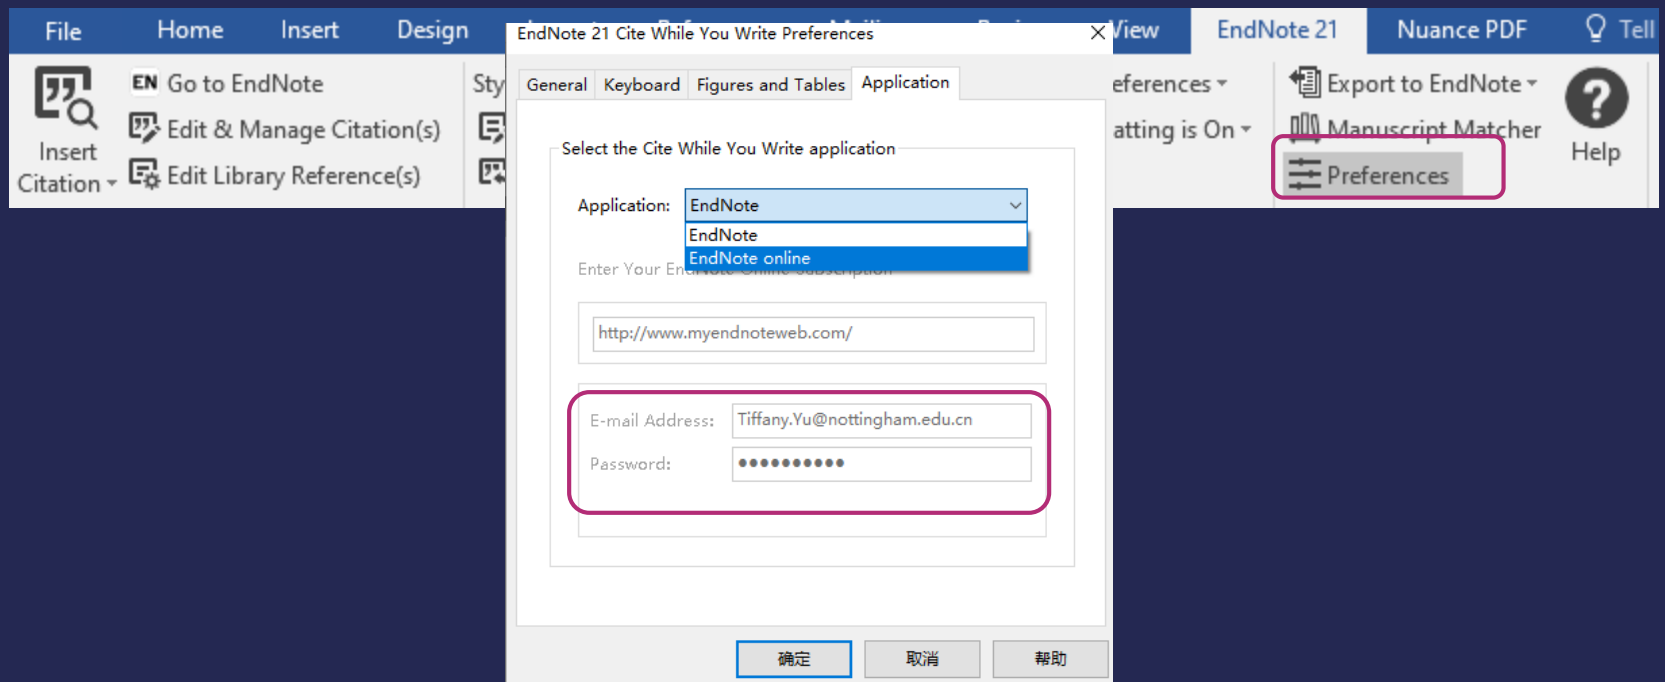 File Home Insert Design View EndNote 21 Nuance PDF Tell
EndNote 21 Cite While You Write Preferences
EN Go to EndNote
Edit & Manage Citation(s)
Edit Library Reference(s)
Insert
Citation
Sty
eferences
atting is On
Export to EndNote
Manuscript Matcher
Preferences
Help
General Keyboard Figures and Tables Application
Select the Cite While You Write application
Application: EndNote
EndNote
EndNote online
Enter Your EndNote Online Subscription
http://www.myendnoteweb.com/
E-mail Address: Tiffany.Yu@nottingham.edu.cn
Password: ●●●●●●●●●●
确定 取消 帮助